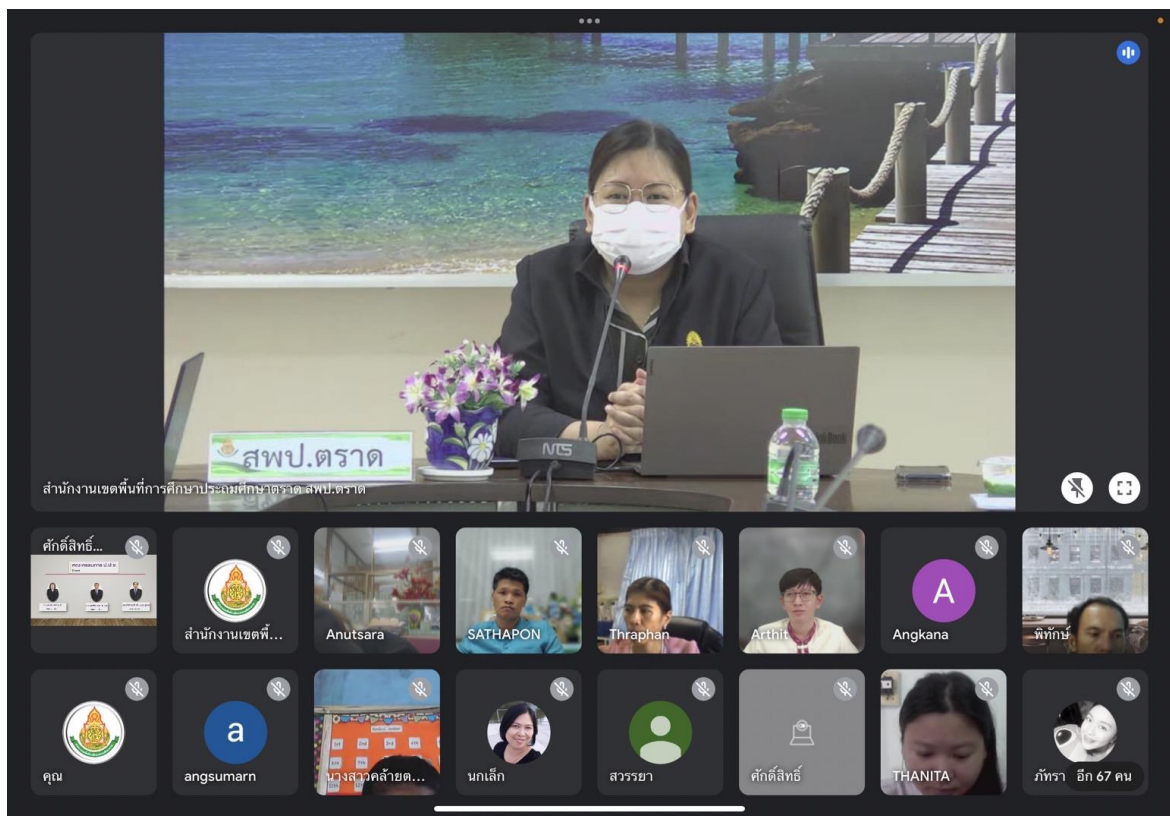 สพป.ตราด
NTS
สำนักงานเขตพื้นที่การศึกษาประถมศึกษาตราด สพป.ตราด
ศักดิ์สิทธิ์...
สำนักงานเขตพื้...
Anutsara
SATHAPON
Thraphan
Arthit
A
Angkana
พิทักษ์
คุณ
a
angsumarn
นางสาวคล้ายต...
นกเล็ก
สวรรยา
ศักดิ์สิทธิ์
THANITA
ภัทรา
อีก 67 คน